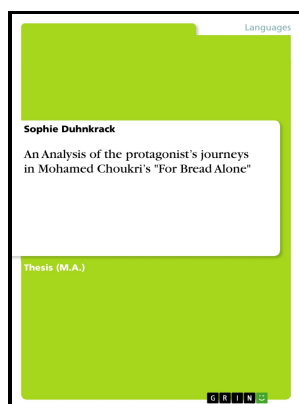 Languages
Sophie Duhnkrack
An Analysis of the protagonist's journeys
in Mohamed Choukri's "For Bread Alone"
Thesis (M.A.)
GRIN